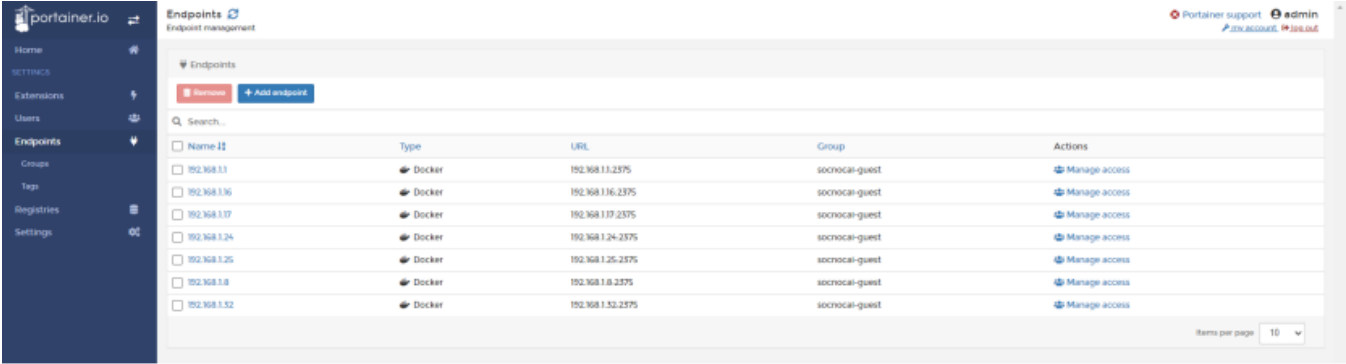 portainer.io
Endpoints
Endpoint management
Portainer support admin
my account log out
Home
SETTINGS
Extensions
Users
Endpoints
Groups
Tags
Registries
Settings
Endpoints
Remove + Add endpoint
Search...
Name Type URL Group Actions
192.168.1.1 Docker 192.168.1.1:2375 socnocai-guest Manage access
192.168.1.16 Docker 192.168.1.16:2375 socnocai-guest Manage access
192.168.1.17 Docker 192.168.1.17:2375 socnocai-guest Manage access
192.168.1.24 Docker 192.168.1.24:2375 socnocai-guest Manage access
192.168.1.25 Docker 192.168.1.25:2375 socnocai-guest Manage access
192.168.1.8 Docker 192.168.1.8:2375 socnocai-guest Manage access
192.168.1.32 Docker 192.168.1.32:2375 socnocai-guest Manage access
Items per page 10